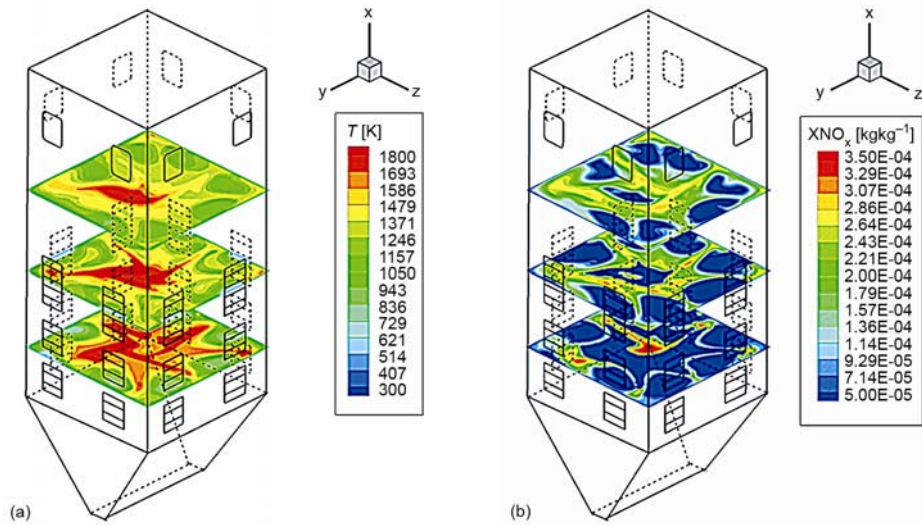 x
y
z
T [K]
1800
1693
1586
1479
1371
1246
1157
1050
943
836
729
621
514
407
300
(a)
x
y
z
XNOx [kgkg⁻¹]
3.50E-04
3.29E-04
3.07E-04
2.86E-04
2.64E-04
2.43E-04
2.21E-04
2.00E-04
1.79E-04
1.57E-04
1.36E-04
1.14E-04
9.29E-05
7.14E-05
5.00E-05
(b)